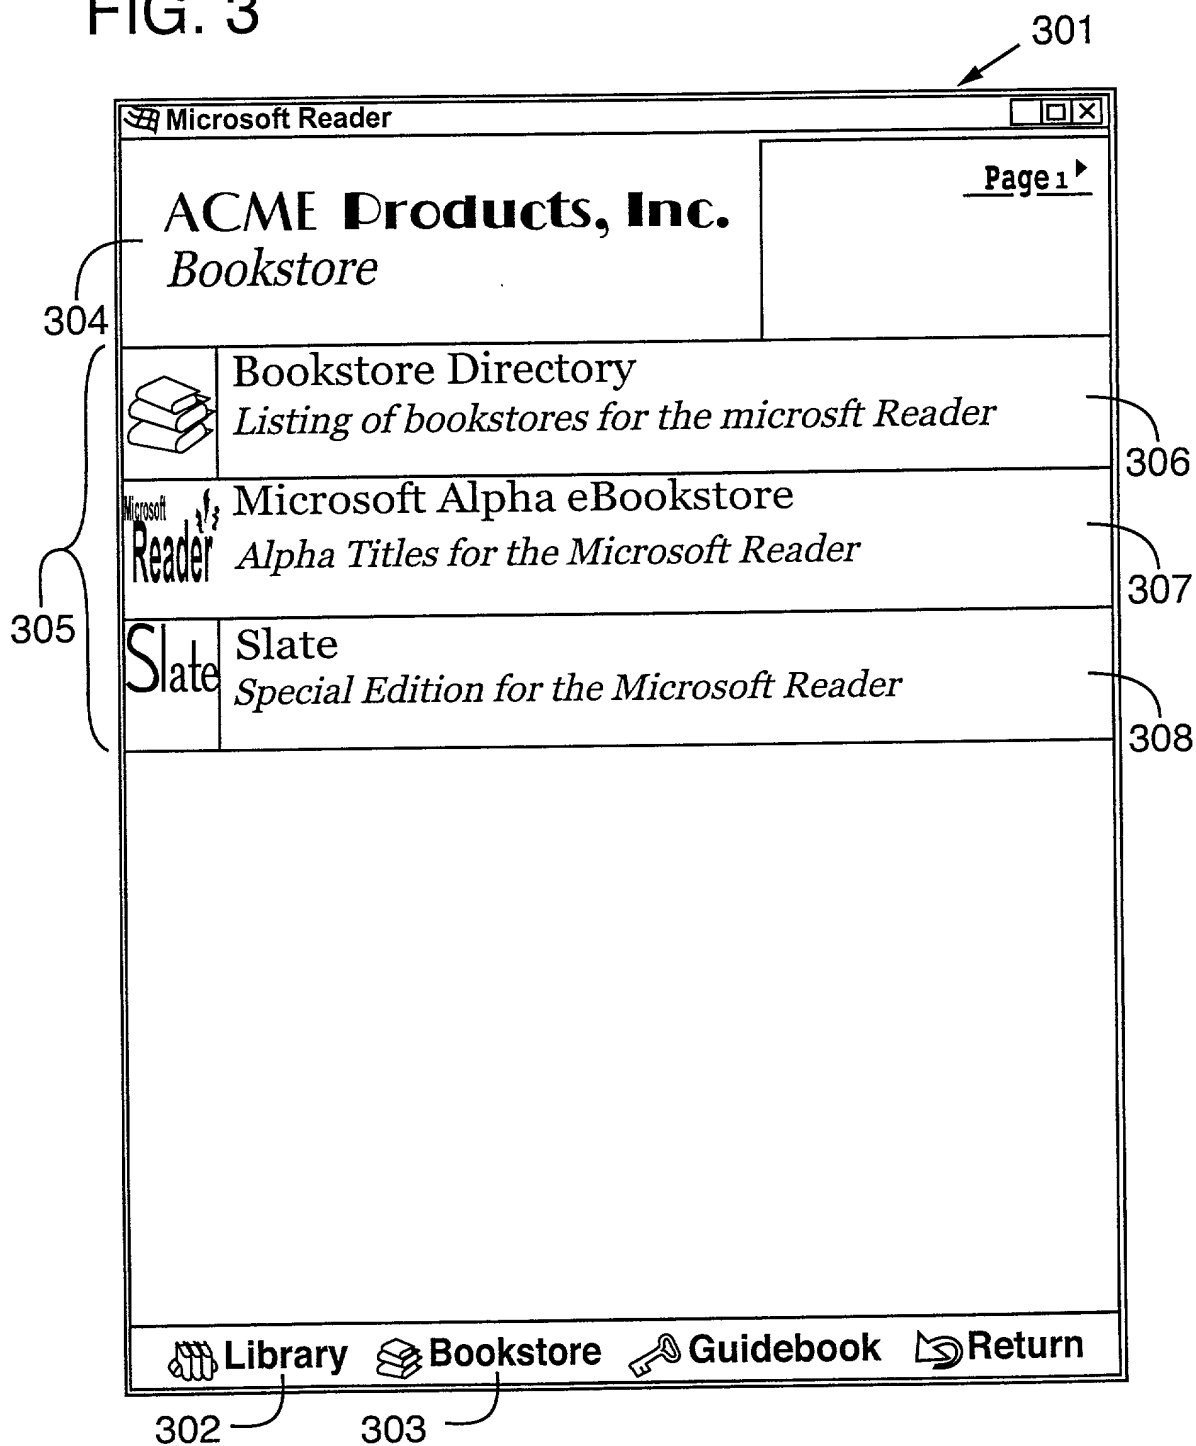 FIG. 3
301
Microsoft Reader
Page 1
ACME Products, Inc.
Bookstore
304
Bookstore Directory
Listing of bookstores for the microsft Reader
306
Microsoft
Reader
Microsoft Alpha eBookstore
Alpha Titles for the Microsoft Reader
307
305
Slate
Slate
Special Edition for the Microsoft Reader
308
Library Bookstore Guidebook Return
302 303